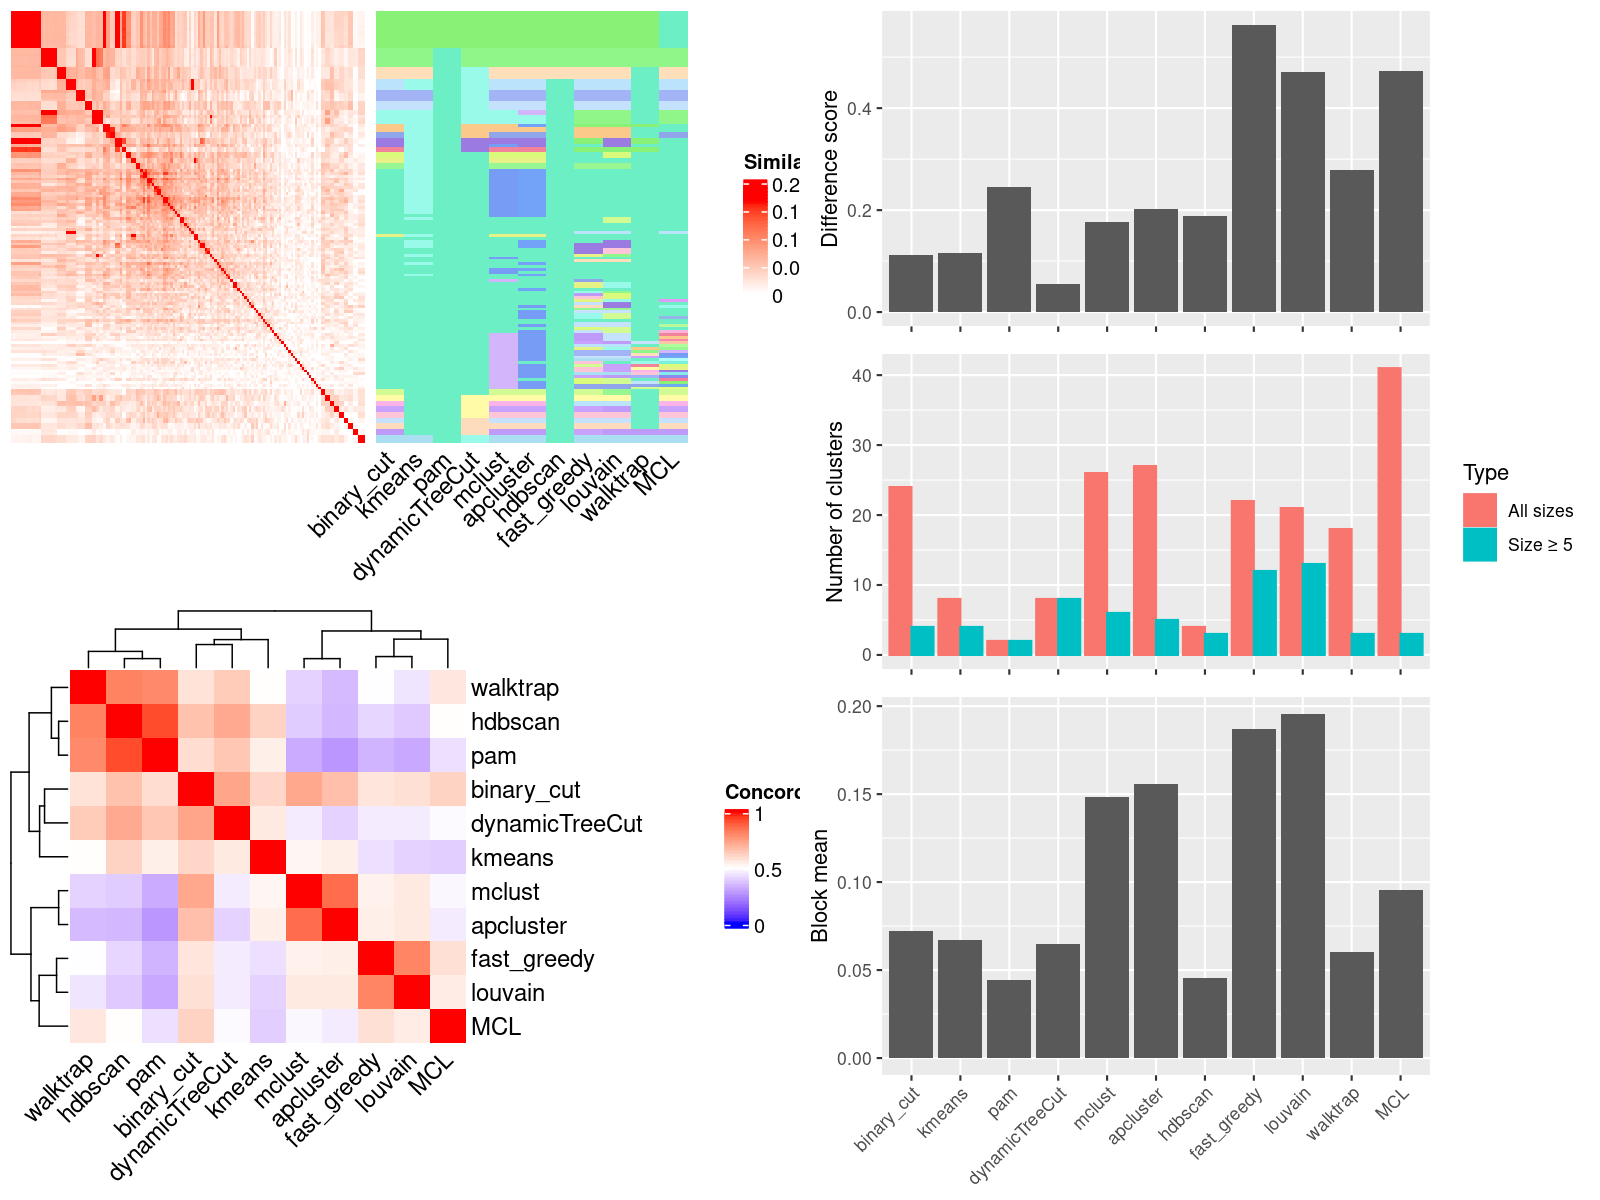 Simila
0.2
0.1
0.1
0.0
0
binary_cut
kmeans
pam
dynamicTreeCut
mclust
apcluster
hdbscan
fast_greedy
louvain
walktrap
MCL
walktrap
hdbscan
pam
binary_cut
dynamicTreeCut
kmeans
mclust
apcluster
fast_greedy
louvain
MCL
walktrap
hdbscan
pam
binary_cut
dynamicTreeCut
kmeans
mclust
apcluster
fast_greedy
louvain
MCL
Concorc
1
0.5
0
Difference score
0.4
0.2
0.0
Number of clusters
40
30
20
10
0
Type
All sizes
Size ≥ 5
Block mean
0.20
0.15
0.10
0.05
0.00
binary_cut
kmeans
pam
dynamicTreeCut
mclust
apcluster
hdbscan
fast_greedy
louvain
walktrap
MCL